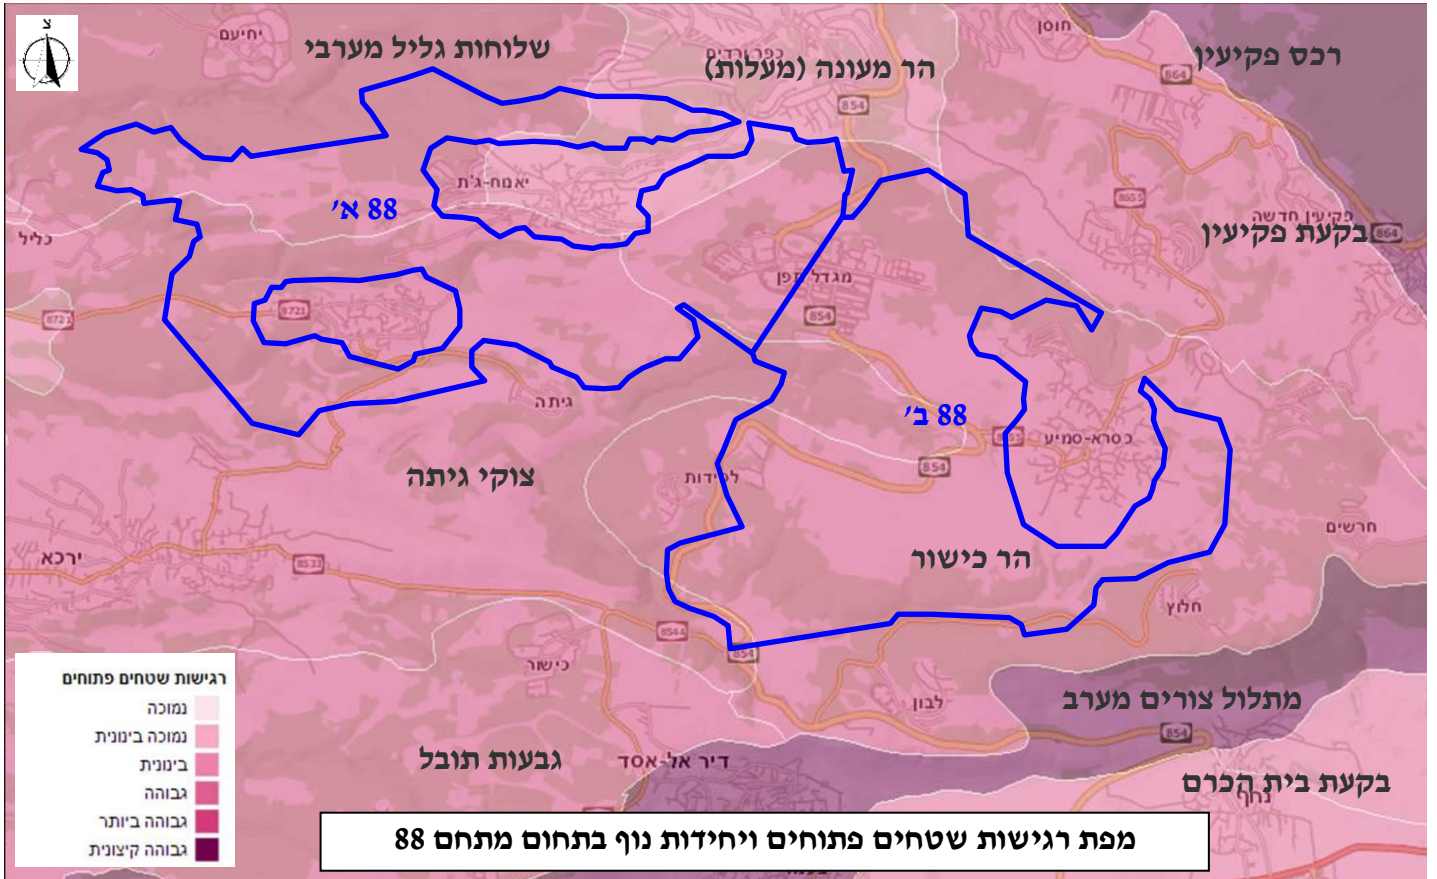 צ
יחיעם
שלוחות גליל מערבי
כפר ורדים
הר מעונה (מעלות)
854
חוסן
864
רכס פקיעין
יאנוח-ג'ת
88 א'
8655
פקיעין חדשה
בקעת פקיעין
864
כליל
מגדל תפן
8721
8721
854
גיתה
88 ב'
8655
כסרא-סמיע
854
צוקי גיתה
לפידות
חרשים
ירכא
8533
הר כישור
חלוץ
8544
854
כישור
לבון
מתלול צורים מערב
854
גבעות תובל
דיר אל-אסד
בקעת בית הכרם
נחף
רגישות שטחים פתוחים
נמוכה
נמוכה בינונית
בינונית
גבוהה
גבוהה ביותר
גבוהה קיצונית
מפת רגישות שטחים פתוחים ויחידות נוף בתחום מתחם 88